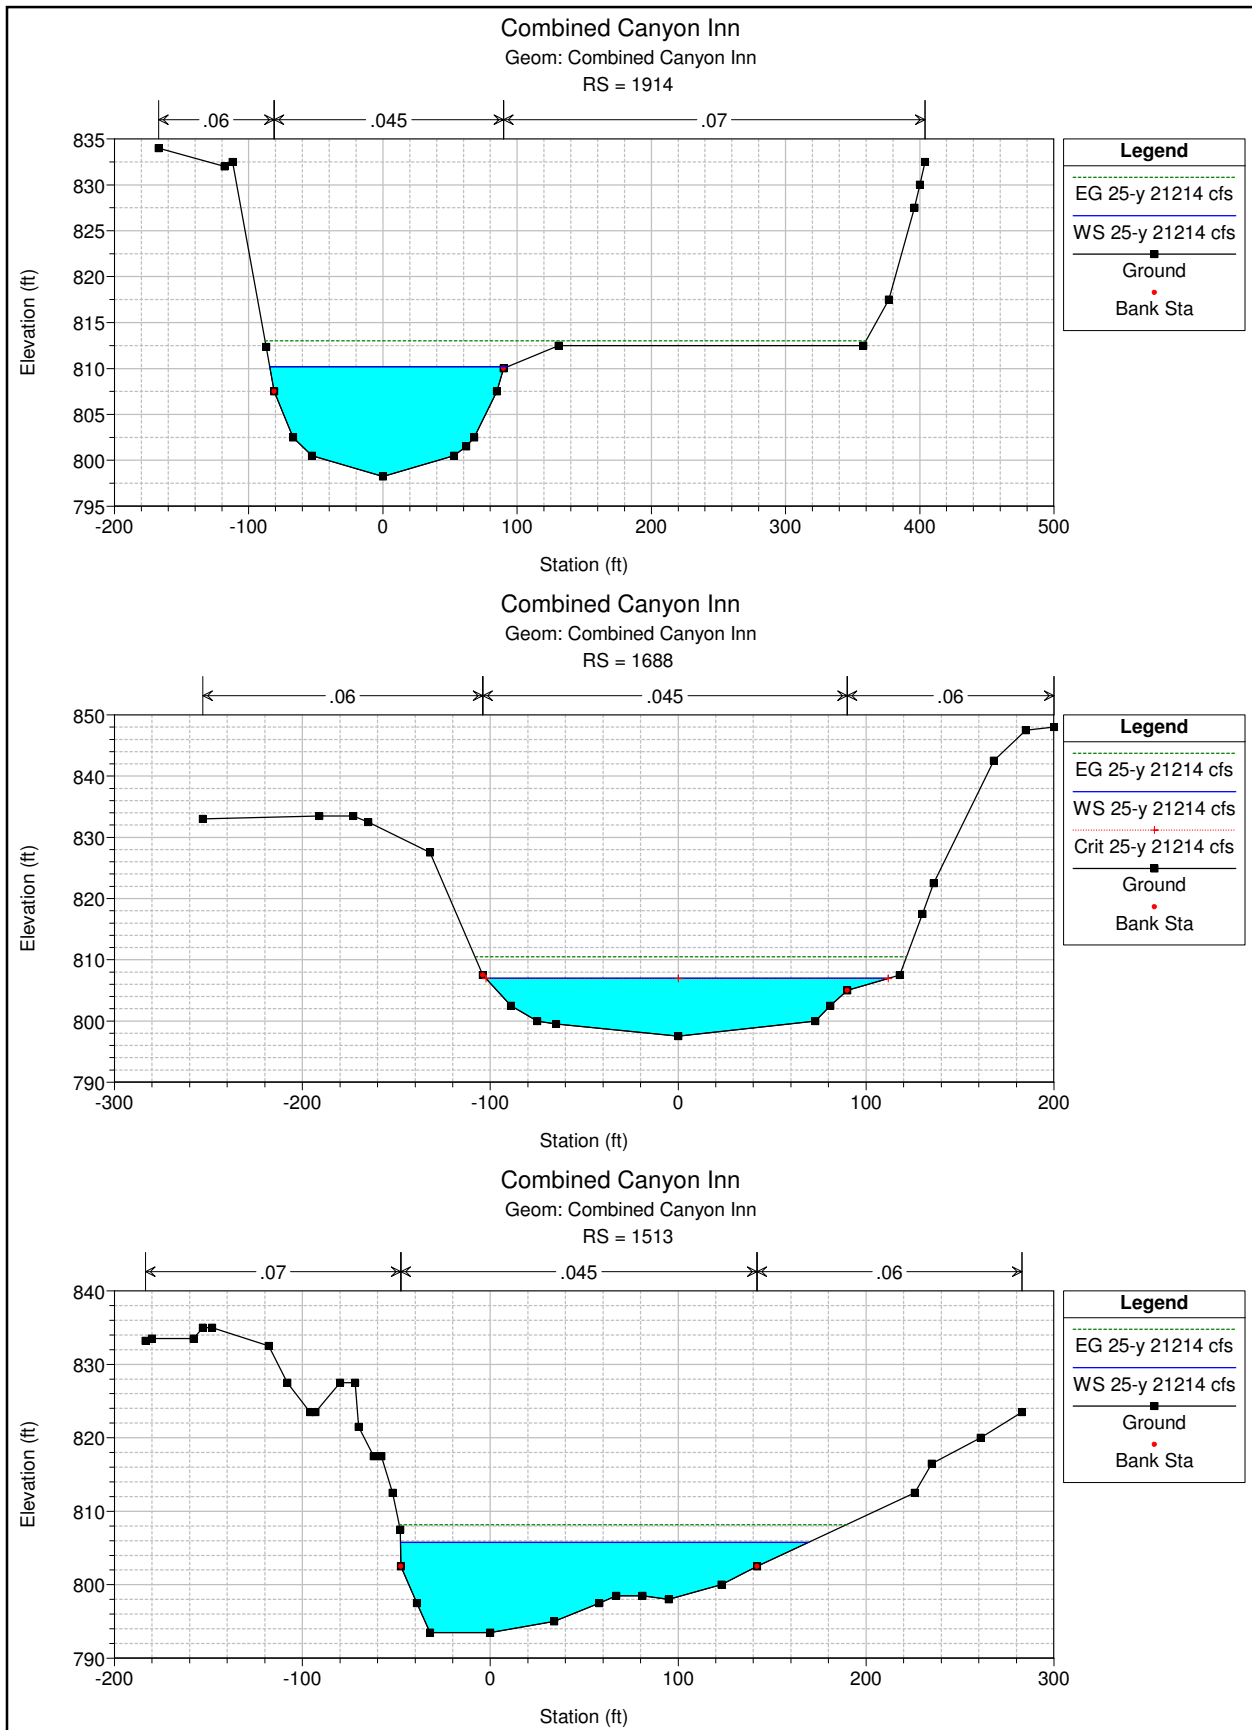 Combined Canyon Inn
Geom: Combined Canyon Inn
RS = 1914
.06 .045 .07
835
830
825
820
815
810
805
800
795
Elevation (ft)
-200 -100 0 100 200 300 400 500
Station (ft)
Legend
EG 25-y 21214 cfs
WS 25-y 21214 cfs
Ground
Bank Sta
Combined Canyon Inn
Geom: Combined Canyon Inn
RS = 1688
.06 .045 .06
850
840
830
820
810
800
790
Elevation (ft)
-300 -200 -100 0 100 200
Station (ft)
Legend
EG 25-y 21214 cfs
WS 25-y 21214 cfs
Crit 25-y 21214 cfs
Ground
Bank Sta
Combined Canyon Inn
Geom: Combined Canyon Inn
RS = 1513
.07 .045 .06
840
830
820
810
800
790
Elevation (ft)
-200 -100 0 100 200 300
Station (ft)
Legend
EG 25-y 21214 cfs
WS 25-y 21214 cfs
Ground
Bank Sta